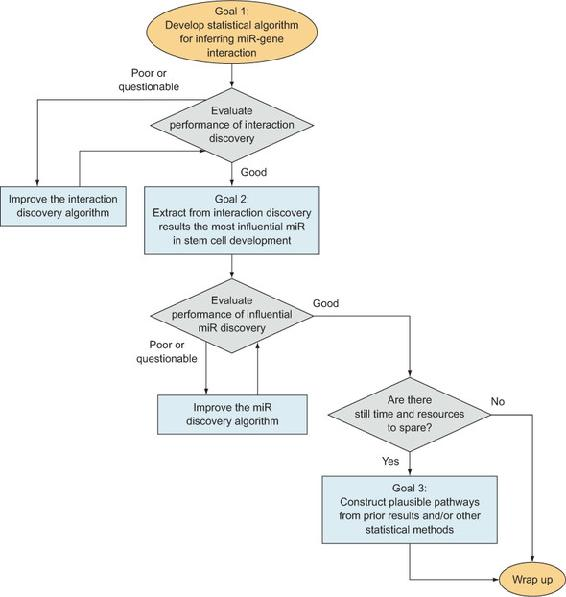 Goal 1:
Develop statistical algorithm
for inferring miR-gene
interaction
Poor or
questionable
Evaluate
performance of interaction
discovery
Good
Improve the interaction
discovery algorithm
Goal 2
Extract from interaction discovery
results the most influential miR
in stem cell development
Evaluate
performance of influential
miR discovery
Good
Poor or
questionable
Improve the miR
discovery algorithm
Are there
still time and resources
to spare?
No
Yes
Goal 3:
Construct plausible pathways
from prior results and/or other
statistical methods
Wrap up